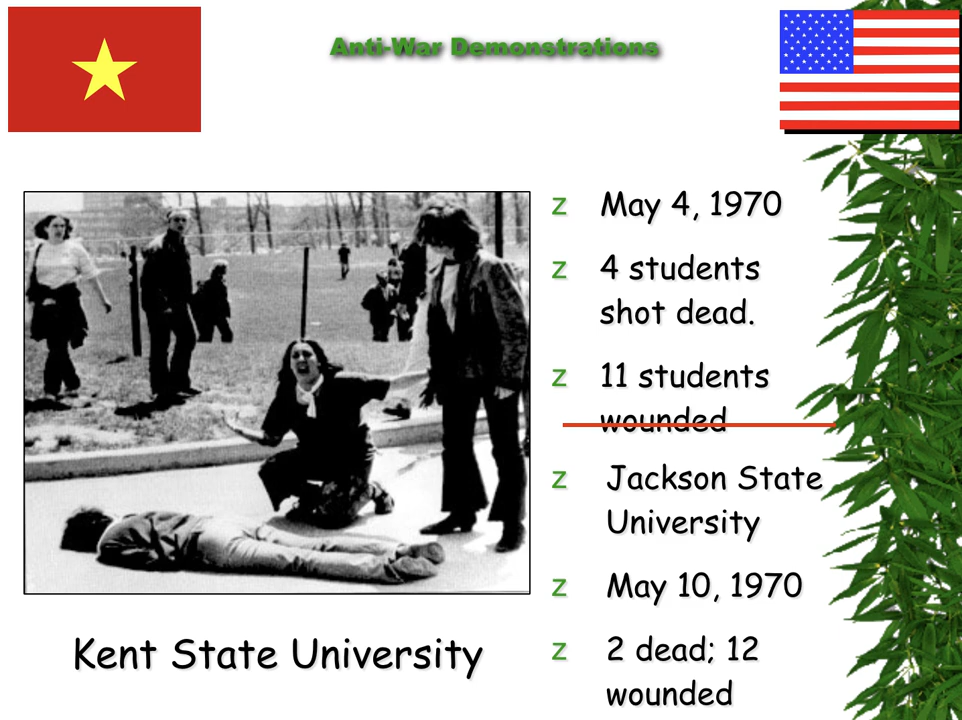 Anti-War Demonstrations
z May 4, 1970
z 4 students
shot dead.
z 11 students
wounded
z Jackson State
University
z May 10, 1970
z 2 dead; 12
wounded
Kent State University